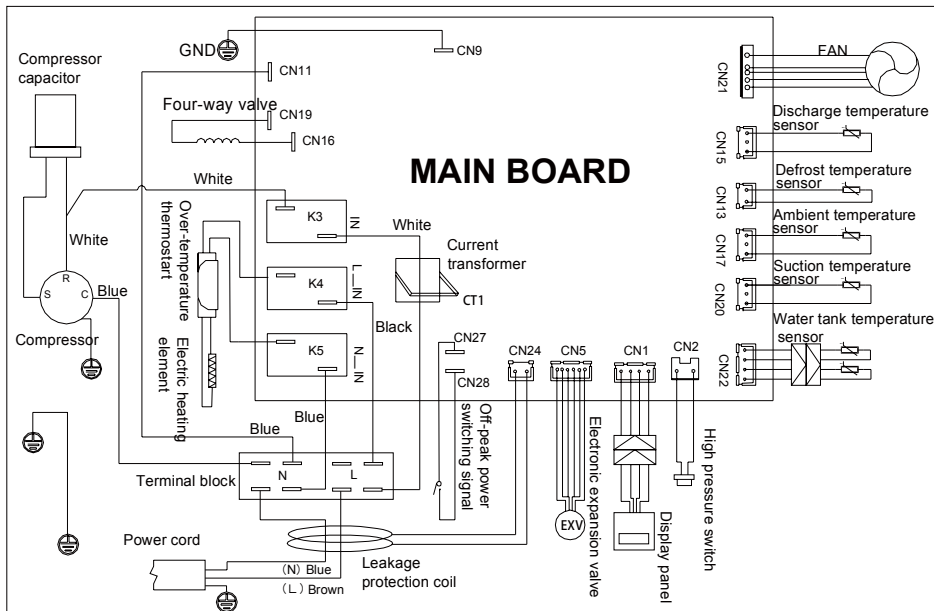 GND
CN9
Compressor
capacitor
CN11
Four-way valve
CN19
CN16
MAIN BOARD
FAN
CN21
Discharge temperature
sensor
CN15
Defrost temperature
sensor
CN13
Ambient temperature
sensor
CN17
Suction temperature
sensor
CN20
Water tank temperature
sensor
CN22
White
K3
IN
White
Current
transformer
CT1
Over-temperature
thermostart
K4
L_IN
Black
K5
N_IN
Electric heating
element
White
R
S
C
Blue
Compressor
CN27
CN28
CN24
CN5
CN1
CN2
Off-peak power
switching signal
Electronic expansion valve
EXV
Display panel
High pressure switch
Blue
Blue
Terminal block
N
L
Power cord
(N) Blue
(L) Brown
Leakage
protection coil